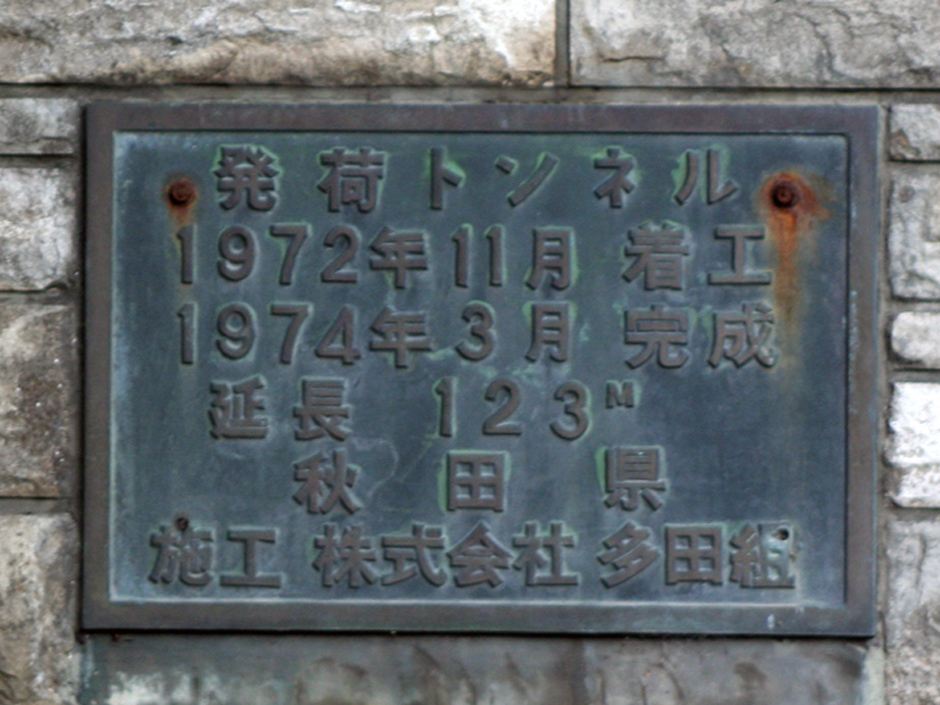 発荷トンネル
1972年11月 着工
1974年3月 完成
延長 123M
秋田県
施工 株式会社 多田組